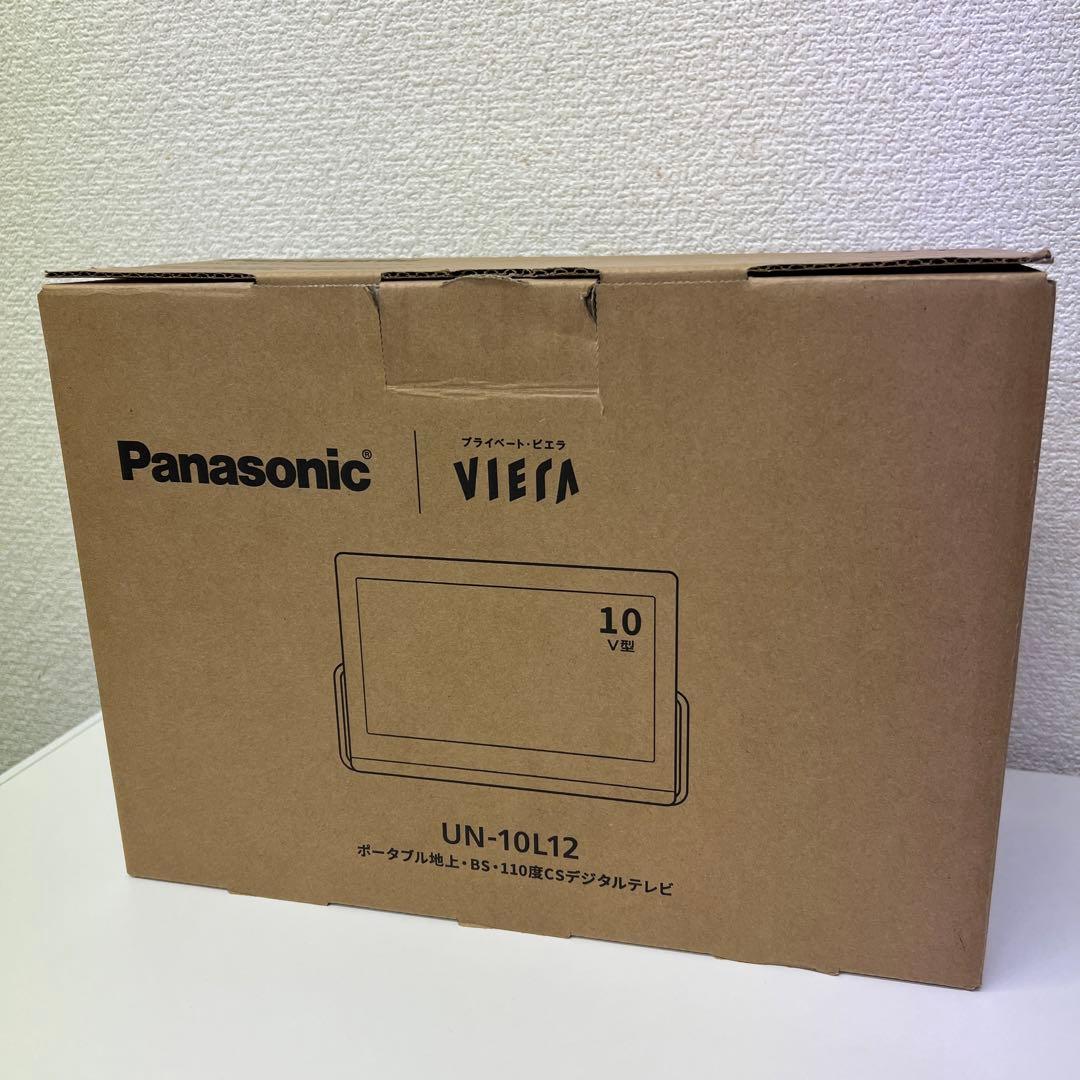 Panasonic®
プライベート・ビエラ
VIERA
10
V型
UN-10L12
ポータブル地上・BS・110度CSデジタルテレビ